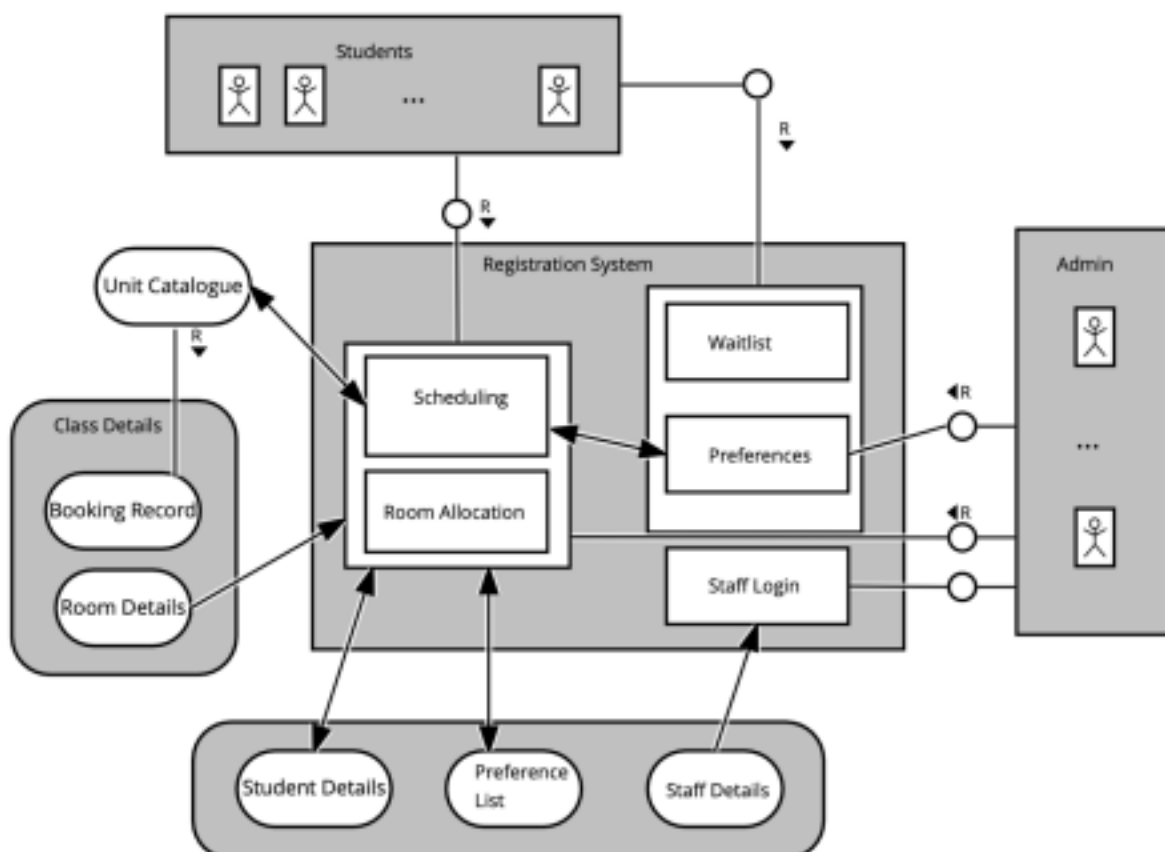 Students
...
R
R
Registration System
Admin
Unit Catalogue
R
Waitlist
Scheduling
R
Class Details
...
Preferences
Booking Record
Room Allocation
R
Room Details
Staff Login
Student Details
Preference
List
Staff Details